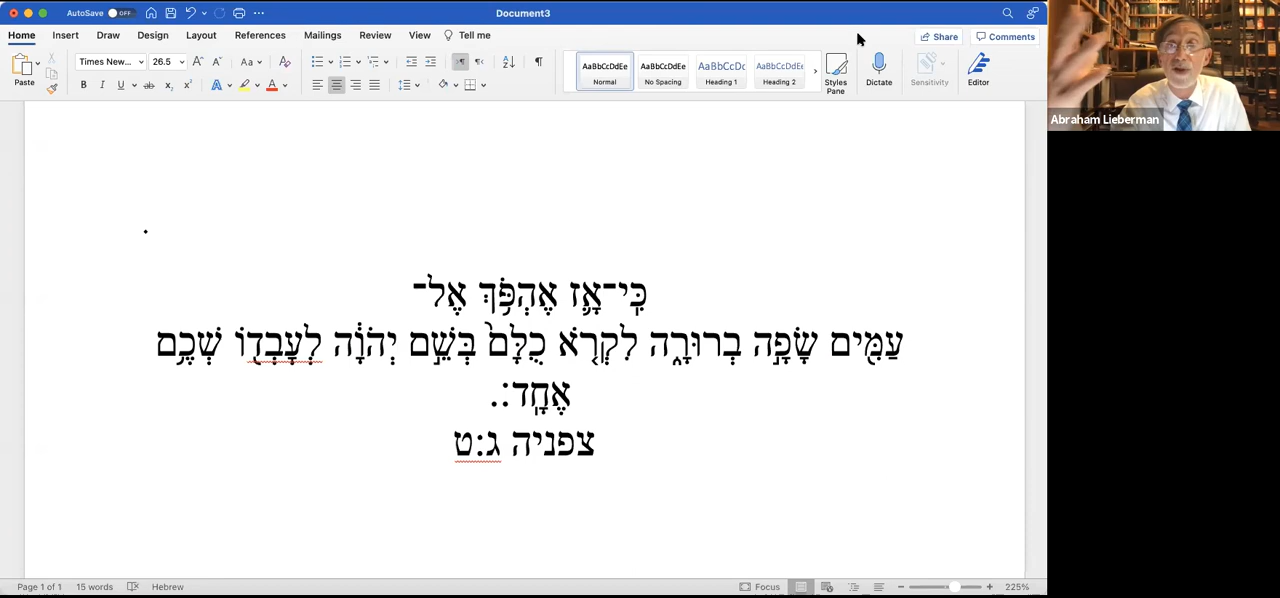 AutoSave OFF Document3
Home Insert Draw Design Layout References Mailings Review View Tell me Share Comments
Paste Times New... 26.5 Aa AaBbCcDdEe Normal AaBbCcDdEe No Spacing AaBbCcDc Heading 1 AaBbCcDdEe Heading 2 Styles Pane Dictate Sensitivity Editor
Abraham Lieberman
כִּֽי־אָ֛ז אֶהְפֹּ֥ךְ אֶל־
עַמִּ֖ים שָׂפָ֣ה בְרוּרָ֑ה לִקְרֹ֤א כֻלָּם֙ בְּשֵׁ֣ם יְהֹוָ֔ה לְעָבְד֖וֹ שְׁכֶ֥ם
אֶחָֽד׃.
צפניה ג:ט
Page 1 of 1 15 words Hebrew Focus 225%